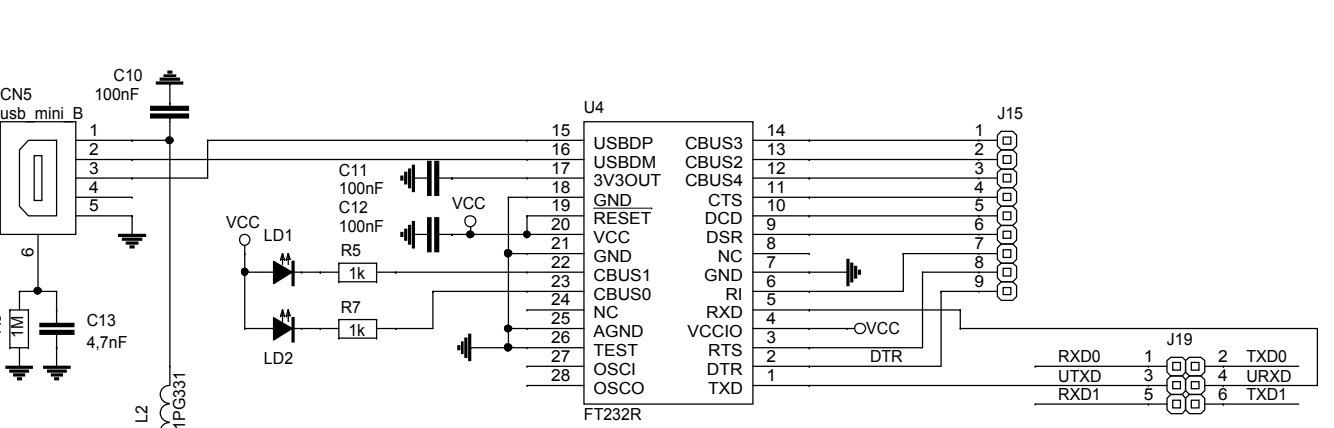 C10
100nF
CN5
usb_mini_B
1
2
3
4
5
6
1M
C13
4,7nF
L2
1PG331
VCC
LD1
R5
1k
R7
1k
LD2
C11
100nF
C12
100nF
VCC
U4
15 USBDP CBUS3 14
16 USBDM CBUS2 13
17 3V3OUT CBUS4 12
18 GND CTS 11
19 RESET DCD 10
20 VCC DSR 9
21 GND NC 8
22 CBUS1 GND 7
23 CBUS0 RI 6
24 NC RXD 5
25 AGND VCCIO 4
26 TEST RTS 3
27 OSCI DTR 2
28 OSCO TXD 1
FT232R
VCC
DTR
J15
1
2
3
4
5
6
7
8
9
J19
RXD0 1 2 TXD0
UTXD 3 4 URXD
RXD1 5 6 TXD1